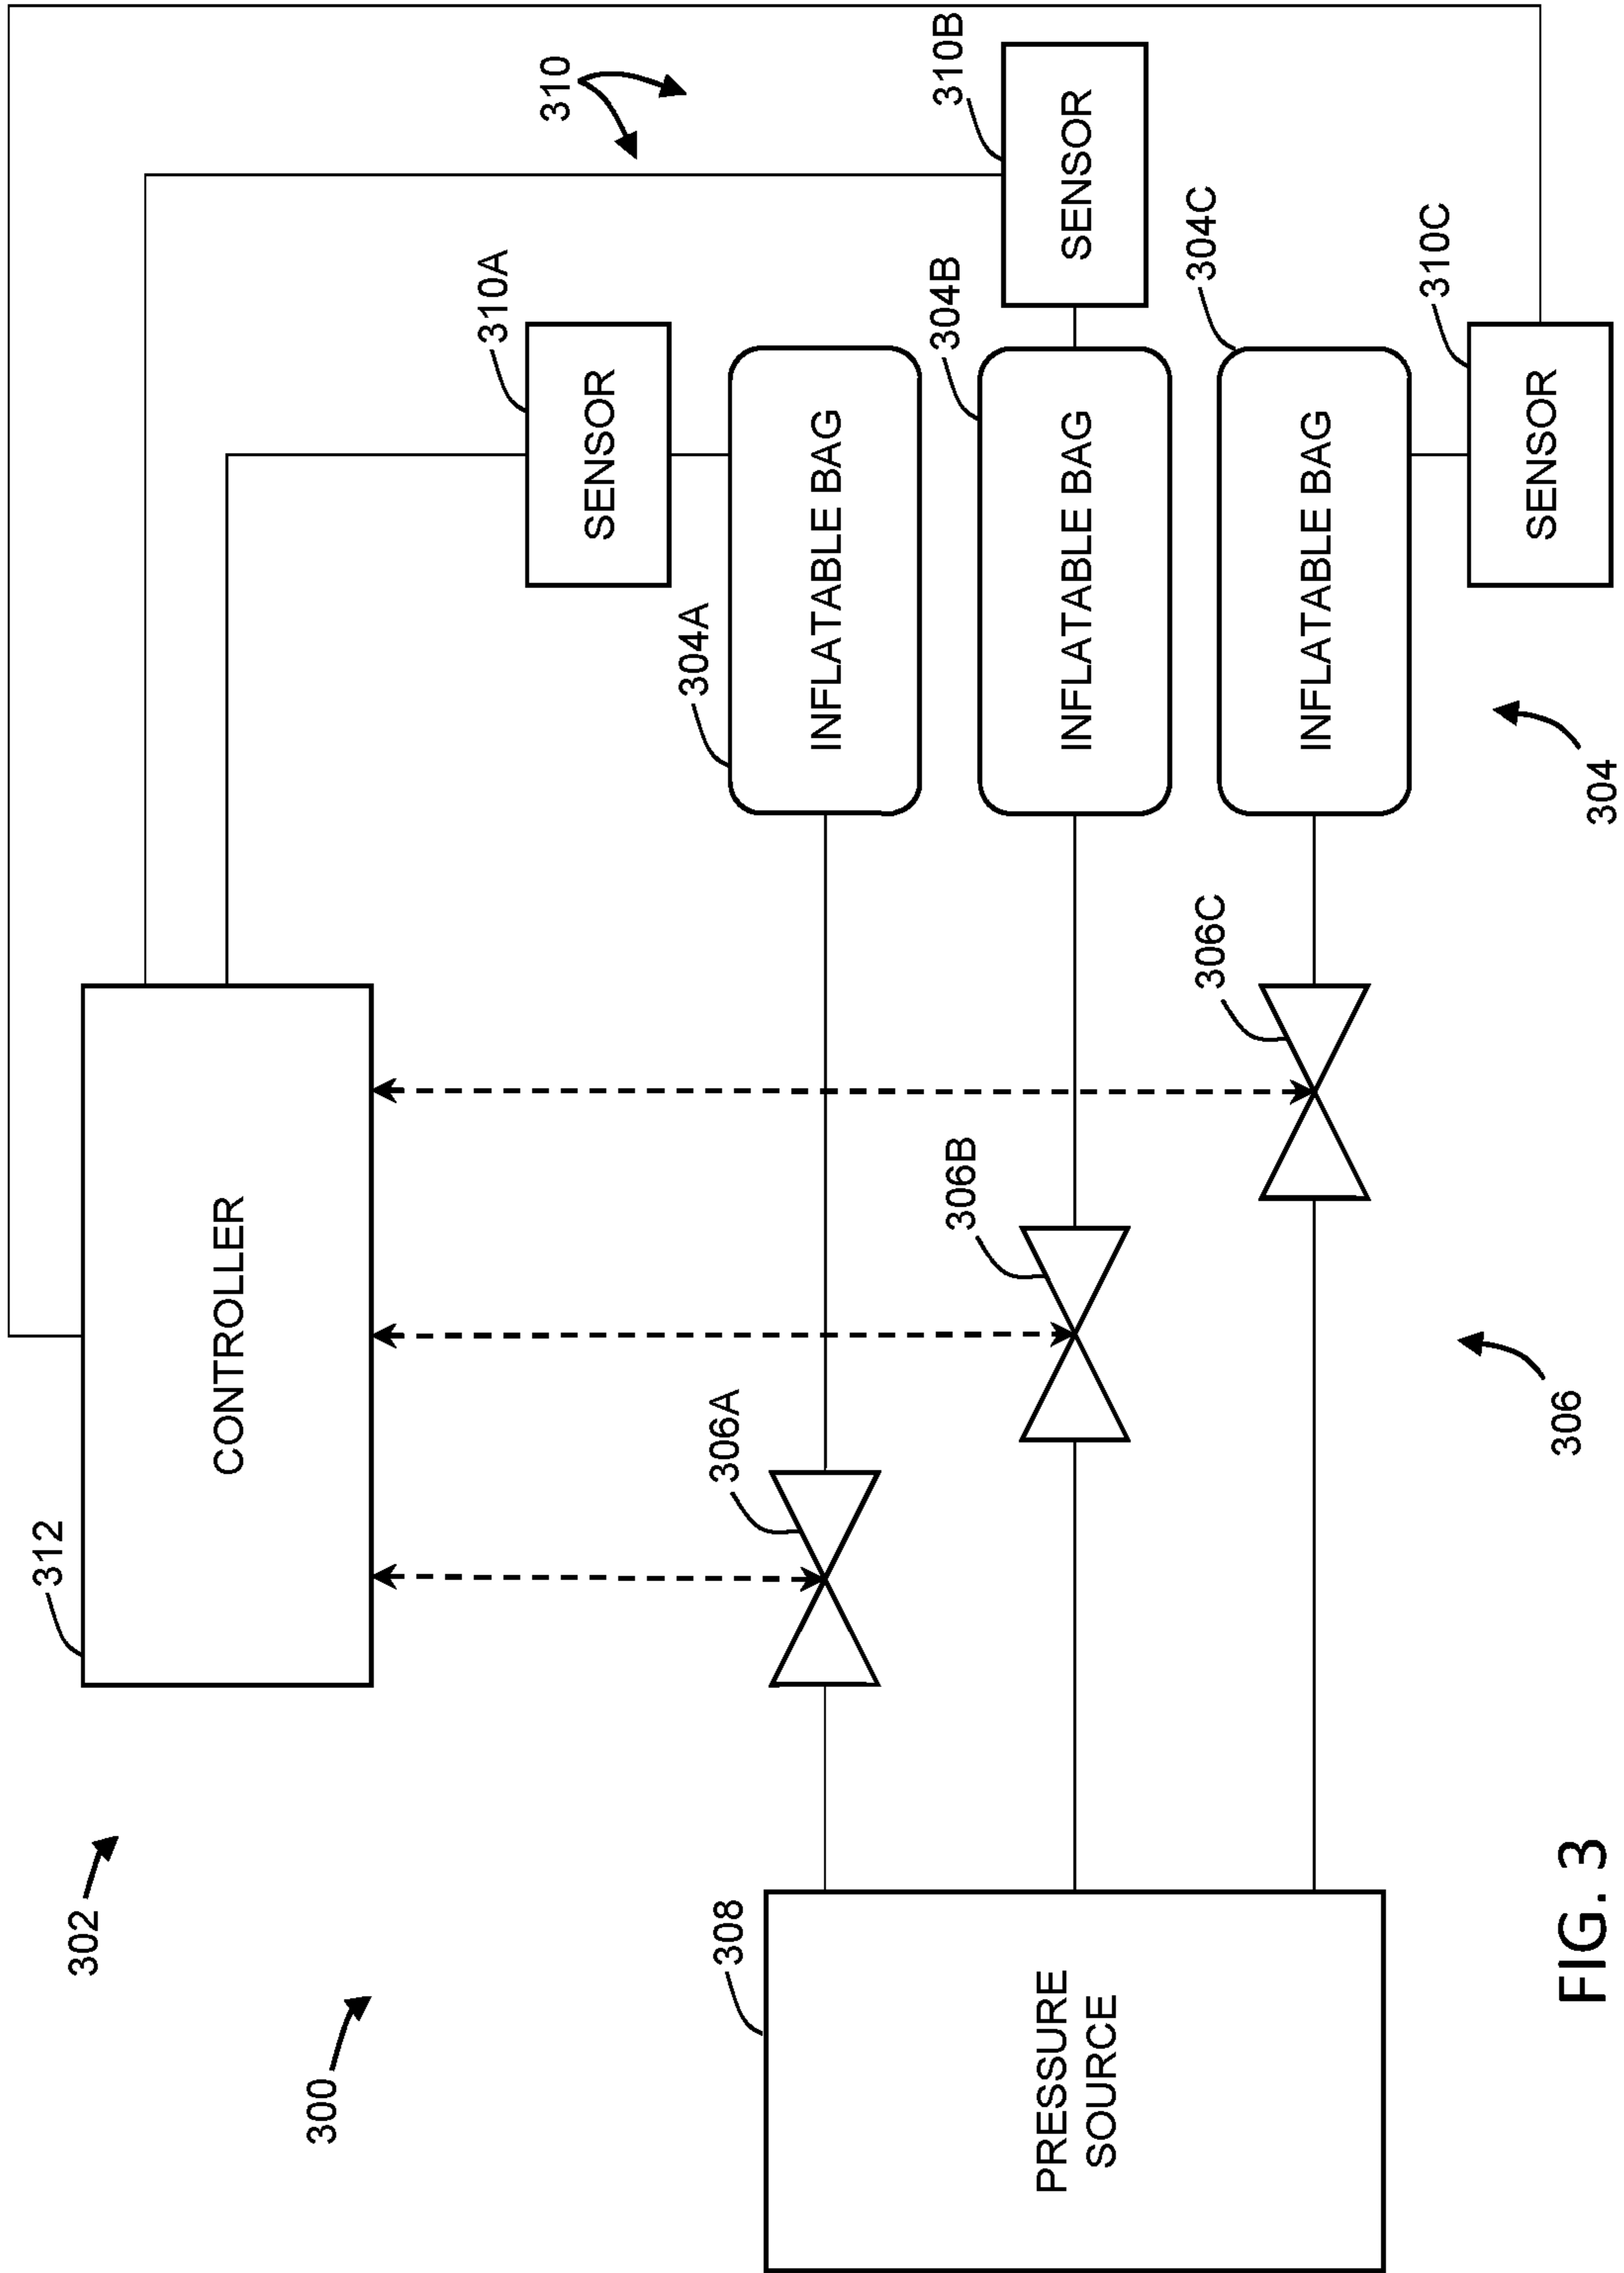 302
300
312
CONTROLLER
310
310A
SENSOR
310B
SENSOR
304A
INFLATABLE BAG
304B
INFLATABLE BAG
304C
INFLATABLE BAG
310C
SENSOR
304
306A
306B
306C
306
308
PRESSURE
SOURCE
FIG. 3